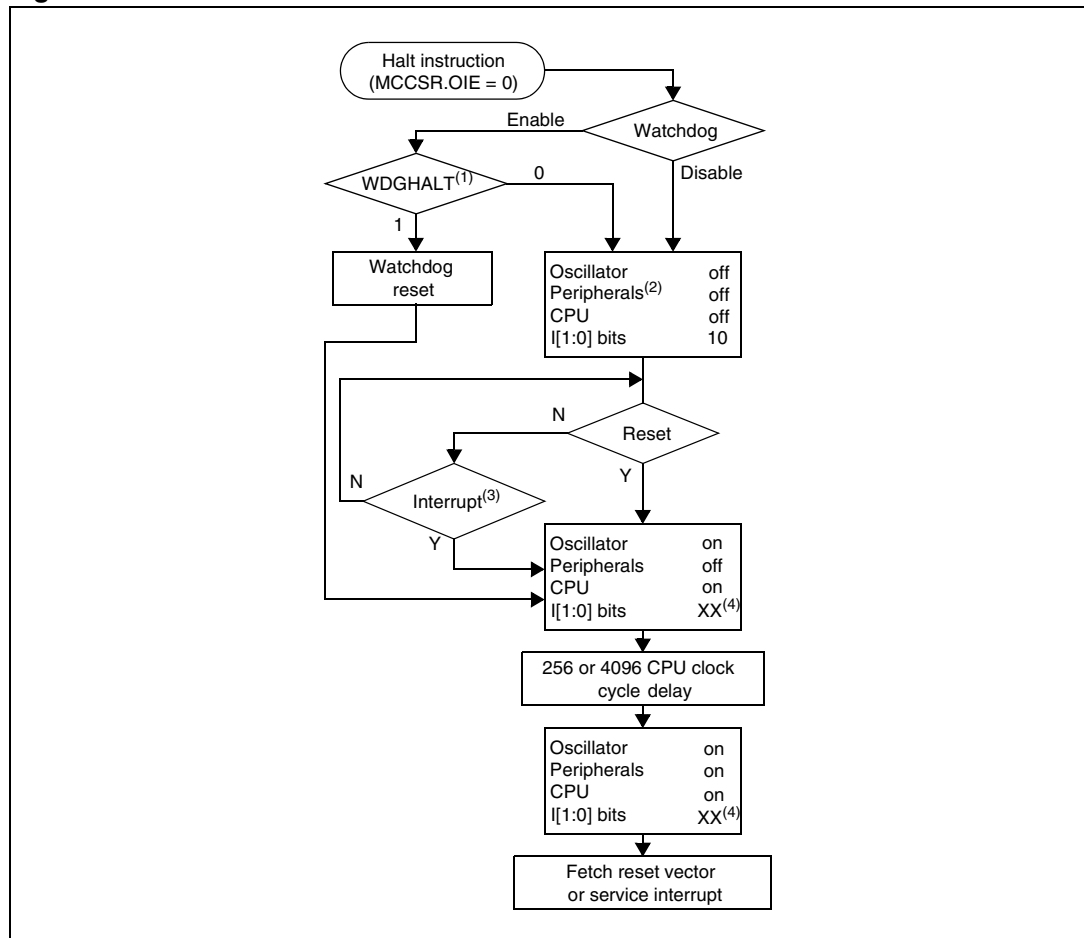 Halt instruction
(MCCSR.OIE = 0)
Enable
Watchdog
WDGHALT(1)
0
Disable
1
Watchdog
reset
Oscillator off
Peripherals(2) off
CPU off
I[1:0] bits 10
N
Reset
N
Interrupt(3)
Y
Y
Oscillator on
Peripherals off
CPU on
I[1:0] bits XX(4)
256 or 4096 CPU clock
cycle delay
Oscillator on
Peripherals on
CPU on
I[1:0] bits XX(4)
Fetch reset vector
or service interrupt